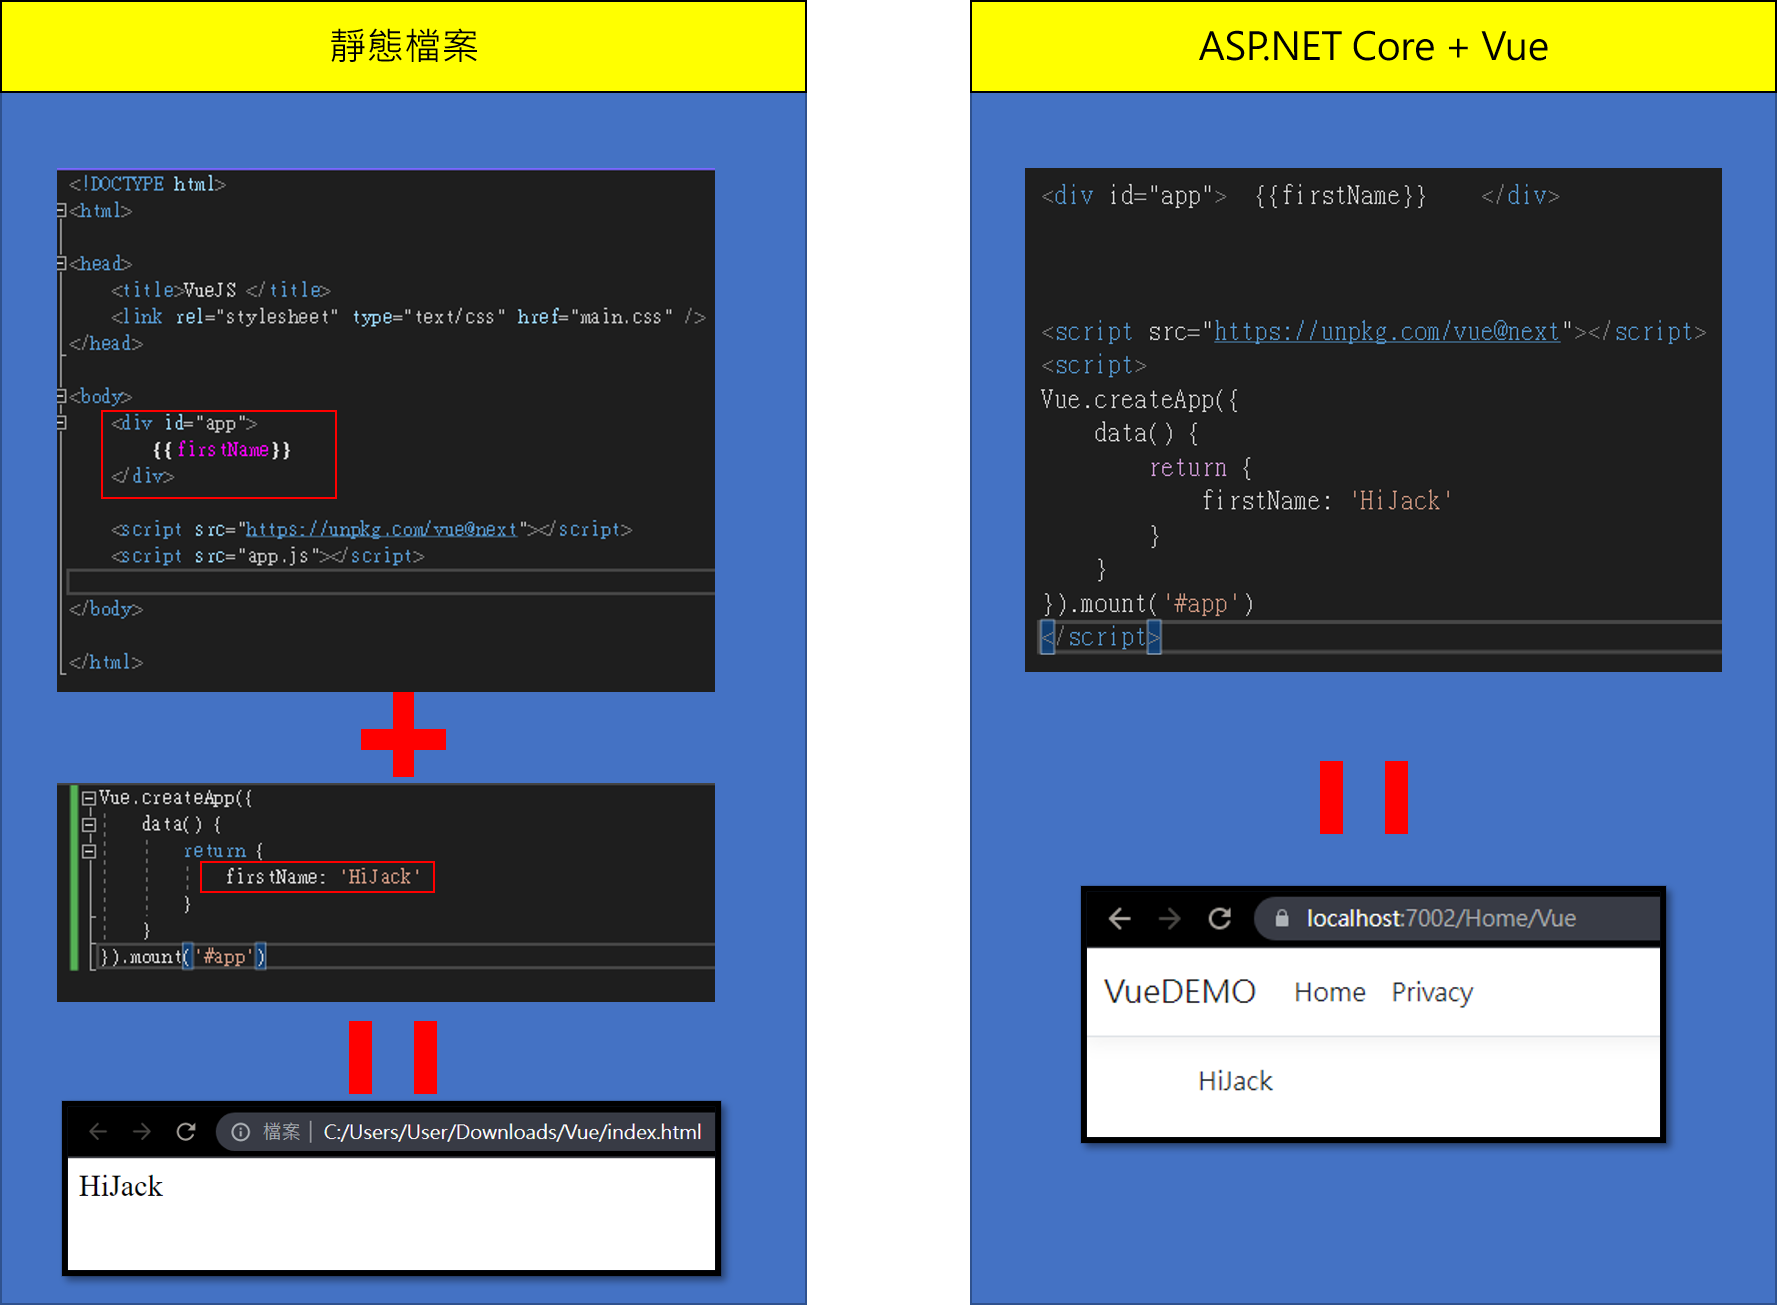 靜態檔案
<!DOCTYPE html>
<html>
<head>
<title>VueJS </title>
<link rel="stylesheet" type="text/css" href="main.css" />
</head>
<body>
<div id="app">
{{firstName}}
</div>
<script src="https://unpkg.com/vue@next"></script>
<script src="app.js"></script>
</body>
</html>
Vue.createApp({
data() {
return {
firstName: 'HiJack'
}
}
}).mount('#app')
檔案 | C:/Users/User/Downloads/Vue/index.html
HiJack
ASP.NET Core + Vue
<div id="app"> {{firstName}} </div>
<script src="https://unpkg.com/vue@next"></script>
<script>
Vue.createApp({
data() {
return {
firstName: 'HiJack'
}
}
}).mount('#app')
</script>
localhost:7002/Home/Vue
VueDEMO Home Privacy
HiJack